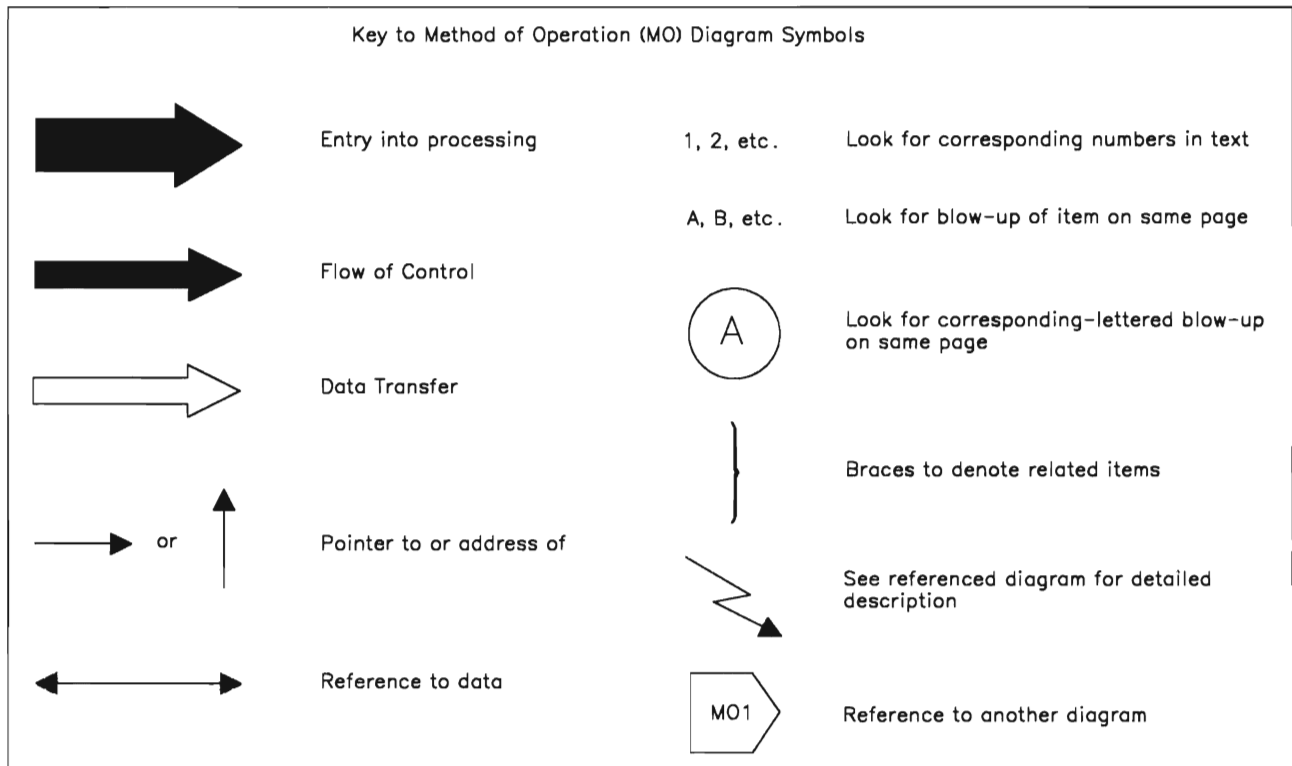 Key to Method of Operation (MO) Diagram Symbols
Entry into processing
Flow of Control
Data Transfer
or
Pointer to or address of
Reference to data
1, 2, etc.
Look for corresponding numbers in text
A, B, etc.
Look for blow-up of item on same page
A
Look for corresponding-lettered blow-up
on same page
Braces to denote related items
See referenced diagram for detailed
description
MO1
Reference to another diagram